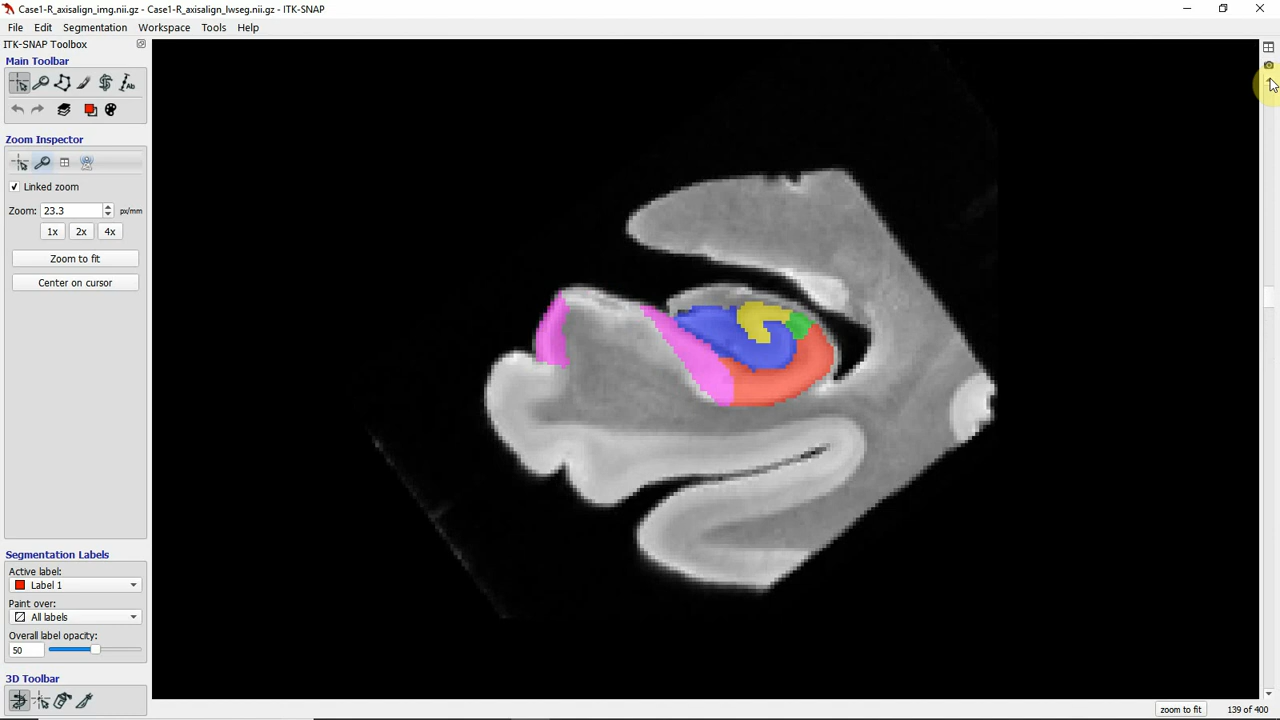 Case1-R_axisalign_img.nii.gz - Case1-R_axisalign_lwseg.nii.gz - ITK-SNAP
File Edit Segmentation Workspace Tools Help
ITK-SNAP Toolbox
Main Toolbar
Ab
Zoom Inspector
Linked zoom
Zoom: 23.3 px/mm
1x 2x 4x
Zoom to fit
Center on cursor
Segmentation Labels
Active label:
Label 1
Paint over:
All labels
Overall label opacity:
50
3D Toolbar
zoom to fit 139 of 400